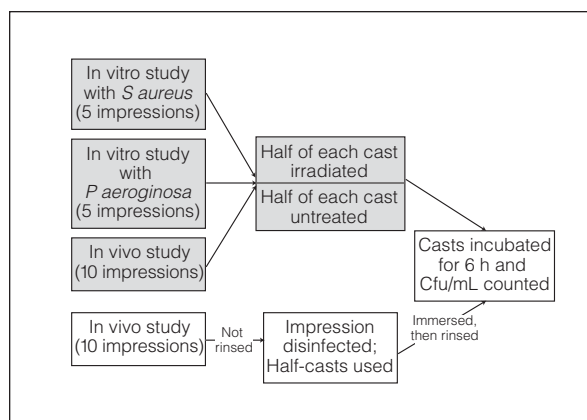 In vitro study
with S aureus
(5 impressions)
In vitro study
with
P aeroginosa
(5 impressions)
In vivo study
(10 impressions)
Half of each cast
irradiated
Half of each cast
untreated
Casts incubated
for 6 h and
Cfu/mL counted
In vivo study
(10 impressions)
Not
rinsed
Impression
disinfected;
Half-casts used
Immersed,
then rinsed